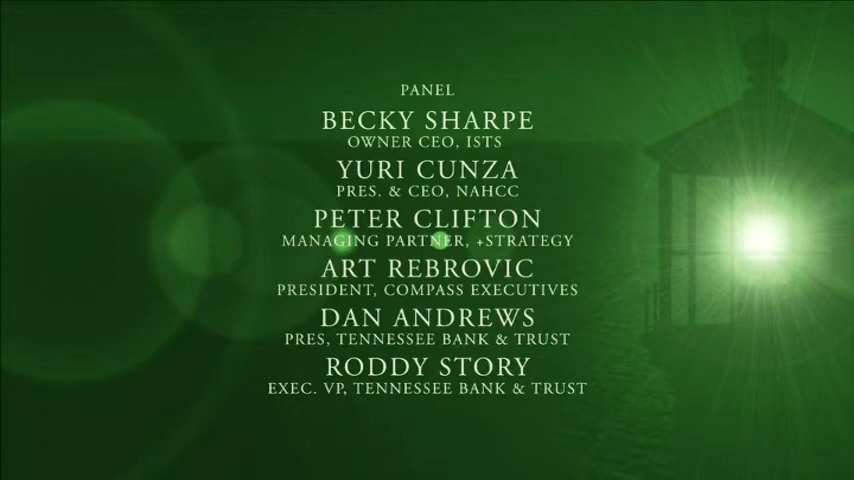 PANEL
BECKY SHARPE
OWNER CEO, ISTS
YURI CUNZA
PRES. & CEO, NAHCC
PETER CLIFTON
MANAGING PARTNER, +STRATEGY
ART REBROVIC
PRESIDENT, COMPASS EXECUTIVES
DAN ANDREWS
PRES, TENNESSEE BANK & TRUST
RODDY STORY
EXEC. VP, TENNESSEE BANK & TRUST